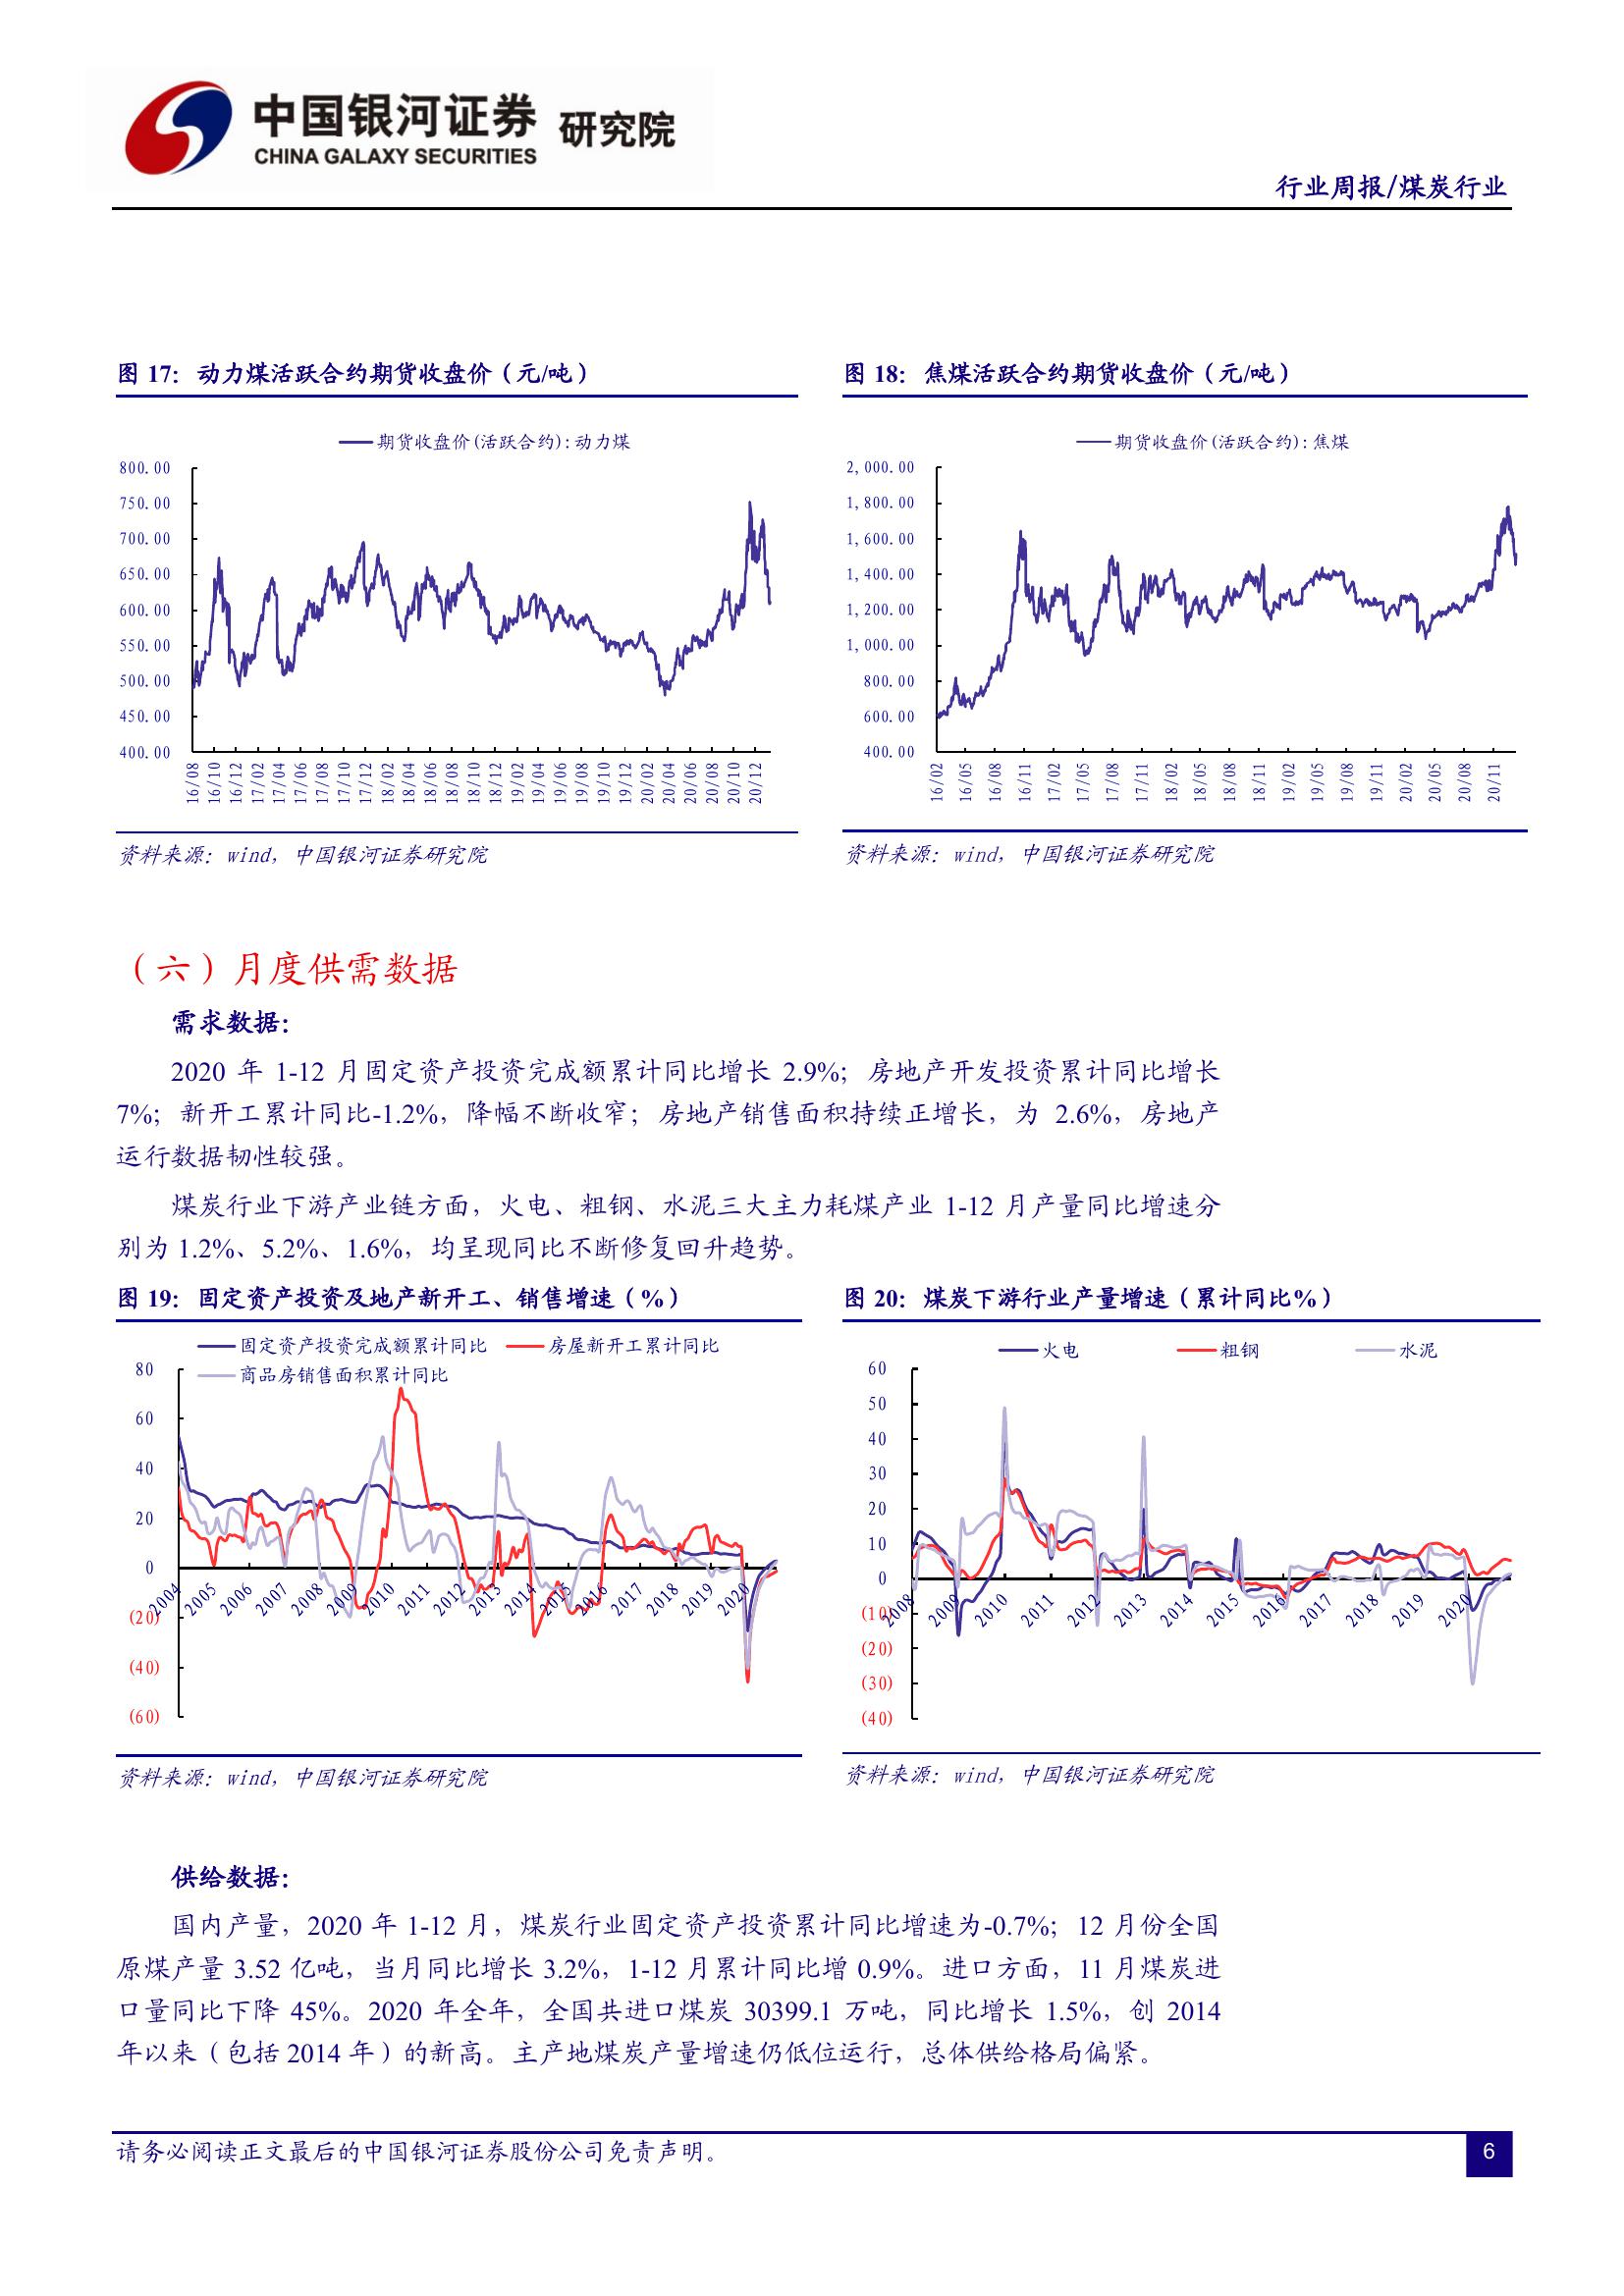 中国银河证券 研究院
CHINA GALAXY SECURITIES
行业周报/煤炭行业
图 17：动力煤活跃合约期货收盘价（元/吨）
期货收盘价(活跃合约):动力煤
800.00
750.00
700.00
650.00
600.00
550.00
500.00
450.00
400.00
16/08 16/10 16/12 17/02 17/04 17/06 17/08 17/10 17/12 18/02 18/04 18/06 18/08 18/10 18/12 19/02 19/04 19/06 19/08 19/10 19/12 20/02 20/04 20/06 20/08 20/10 20/12
资料来源：wind，中国银河证券研究院
图 18：焦煤活跃合约期货收盘价（元/吨）
期货收盘价(活跃合约):焦煤
2,000.00
1,800.00
1,600.00
1,400.00
1,200.00
1,000.00
800.00
600.00
400.00
16/02 16/05 16/08 16/11 17/02 17/05 17/08 17/11 18/02 18/05 18/08 18/11 19/02 19/05 19/08 19/11 20/02 20/05 20/08 20/11
资料来源：wind，中国银河证券研究院
（六）月度供需数据
需求数据：
2020 年 1-12 月固定资产投资完成额累计同比增长 2.9%；房地产开发投资累计同比增长
7%；新开工累计同比-1.2%，降幅不断收窄；房地产销售面积持续正增长，为 2.6%，房地产
运行数据韧性较强。
煤炭行业下游产业链方面，火电、粗钢、水泥三大主力耗煤产业 1-12 月产量同比增速分
别为 1.2%、5.2%、1.6%，均呈现同比不断修复回升趋势。
图 19：固定资产投资及地产新开工、销售增速（%）
固定资产投资完成额累计同比 房屋新开工累计同比
商品房销售面积累计同比
80
60
40
20
0
(20)
(40)
(60)
2004 2005 2006 2007 2008 2009 2010 2011 2012 2013 2014 2015 2016 2017 2018 2019 2020
资料来源：wind，中国银河证券研究院
图 20：煤炭下游行业产量增速（累计同比%）
火电 粗钢 水泥
60
50
40
30
20
10
0
(10)
(20)
(30)
(40)
2008 2009 2010 2011 2012 2013 2014 2015 2016 2017 2018 2019 2020
资料来源：wind，中国银河证券研究院
供给数据：
国内产量，2020 年 1-12 月，煤炭行业固定资产投资累计同比增速为-0.7%；12 月份全国
原煤产量 3.52 亿吨，当月同比增长 3.2%，1-12 月累计同比增 0.9%。进口方面，11 月煤炭进
口量同比下降 45%。2020 年全年，全国共进口煤炭 30399.1 万吨，同比增长 1.5%，创 2014
年以来（包括 2014 年）的新高。主产地煤炭产量增速仍低位运行，总体供给格局偏紧。
请务必阅读正文最后的中国银河证券股份公司免责声明。
6